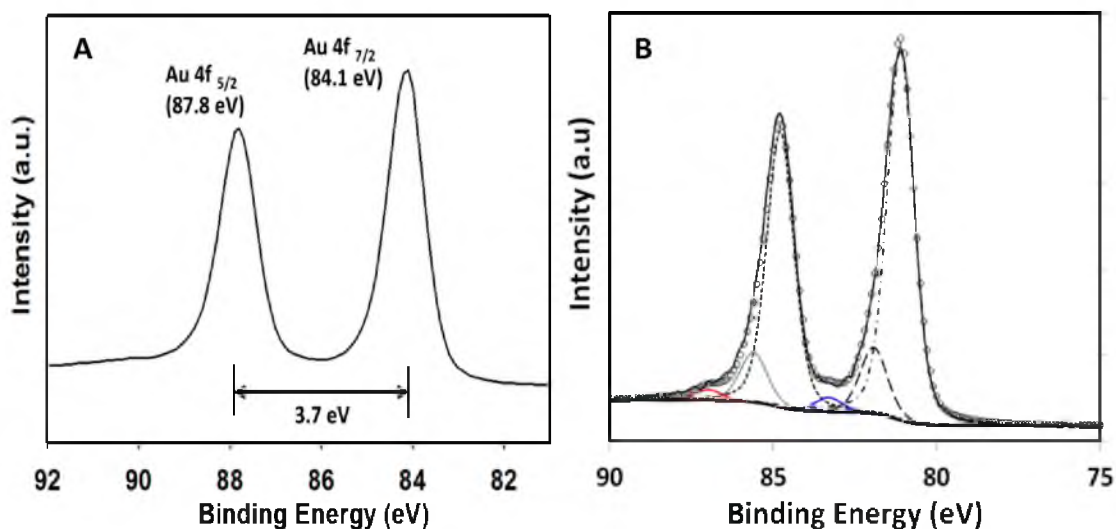 A
Au 4f 5/2
(87.8 eV)
Au 4f 7/2
(84.1 eV)
3.7 eV
Intensity (a.u.)
92 90 88 86 84 82
Binding Energy (eV)
B
Intensity (a.u)
90 85 80 75
Binding Energy (eV)